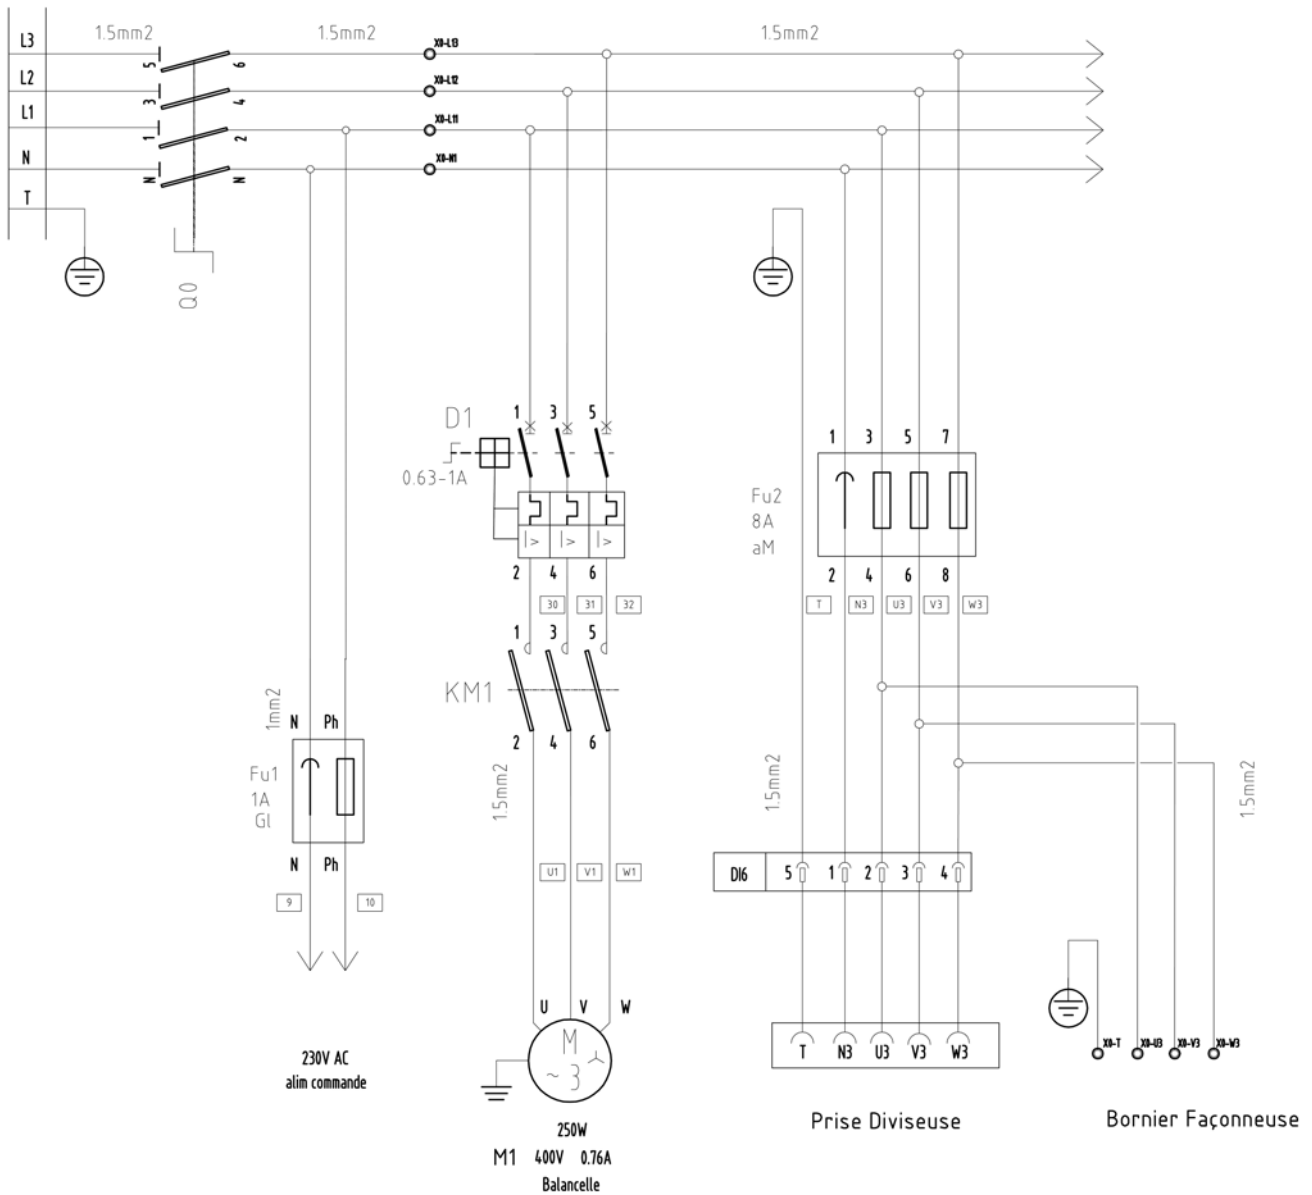 1.5mm2 1.5mm2 1.5mm2
L3 5 6 X0-L13
L2 3 4 X0-L12
L1 1 2 X0-L11
N N N X0-N1
T
Q0
D1 1 3 5
0.63-1A
I> I> I>
2 4 6
30 31 32
1 3 5
KM1
2 4 6
1.5mm2
U1 V1 W1
U V W
M
~ 3
250W
M1 400V 0.76A
Balancelle
1mm2
N Ph
Fu1
1A
Gl
N Ph
9 10
230V AC
alim commande
1 3 5 7
Fu2
8A
aM
2 4 6 8
T N3 U3 V3 W3
1.5mm2 1.5mm2
DI6 5 1 2 3 4
T N3 U3 V3 W3
X0-T X0-U3 X0-V3 X0-W3
Prise Diviseuse
Bornier Façonneuse